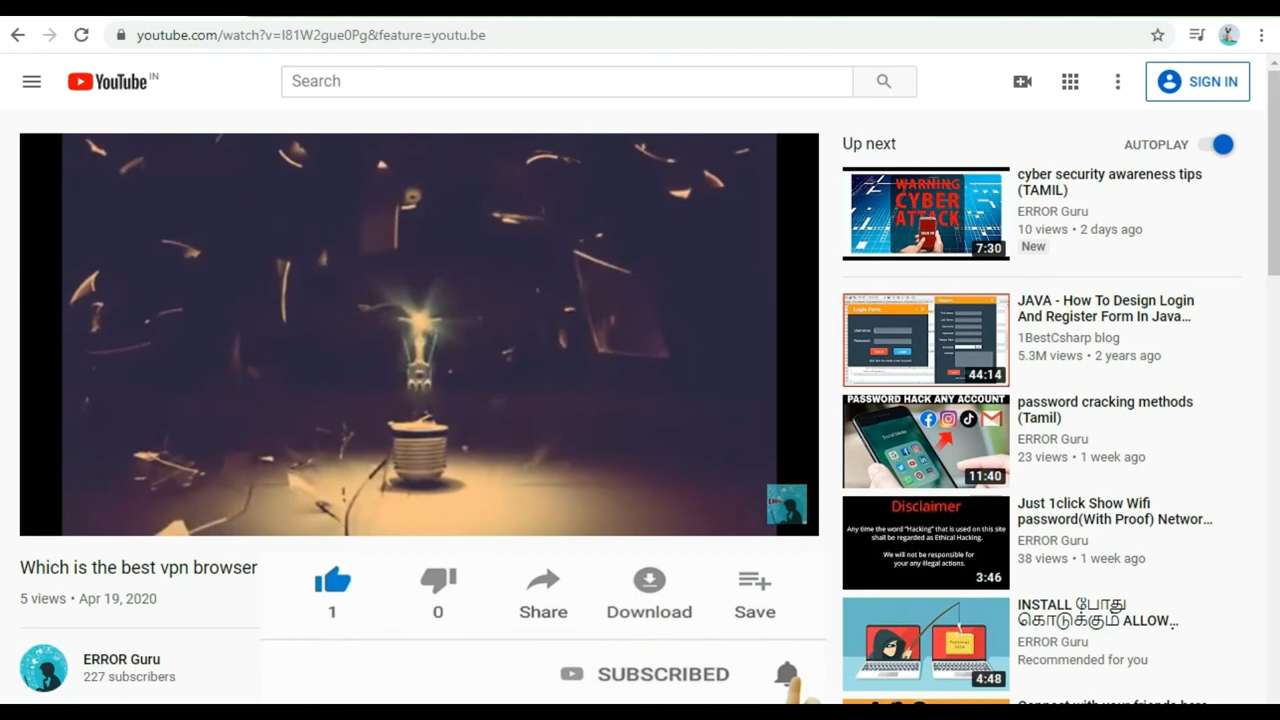 youtube.com/watch?v=I81W2gue0Pg&feature=youtu.be
YouTube IN
Search
SIGN IN
Up next
AUTOPLAY
WARNING
CYBER
ATTACK
7:30
cyber security awareness tips
(TAMIL)
ERROR Guru
10 views • 2 days ago
New
44:14
JAVA - How To Design Login
And Register Form In Java...
1BestCsharp blog
5.3M views • 2 years ago
PASSWORD HACK ANY ACCOUNT
11:40
password cracking methods
(Tamil)
ERROR Guru
23 views • 1 week ago
Disclaimer
Any time the word "Hacking" that is used on this site
shall be regarded as Ethical Hacking.
We will not be responsible for
your any illegal actions.
3:46
Just 1click Show Wifi
password(With Proof) Networ...
ERROR Guru
38 views • 1 week ago
4:48
INSTALL போது
கொடுக்கும் ALLOW...
ERROR Guru
Recommended for you
Which is the best vpn browser
5 views • Apr 19, 2020
1
0
Share
Download
Save
ERROR Guru
227 subscribers
SUBSCRIBED